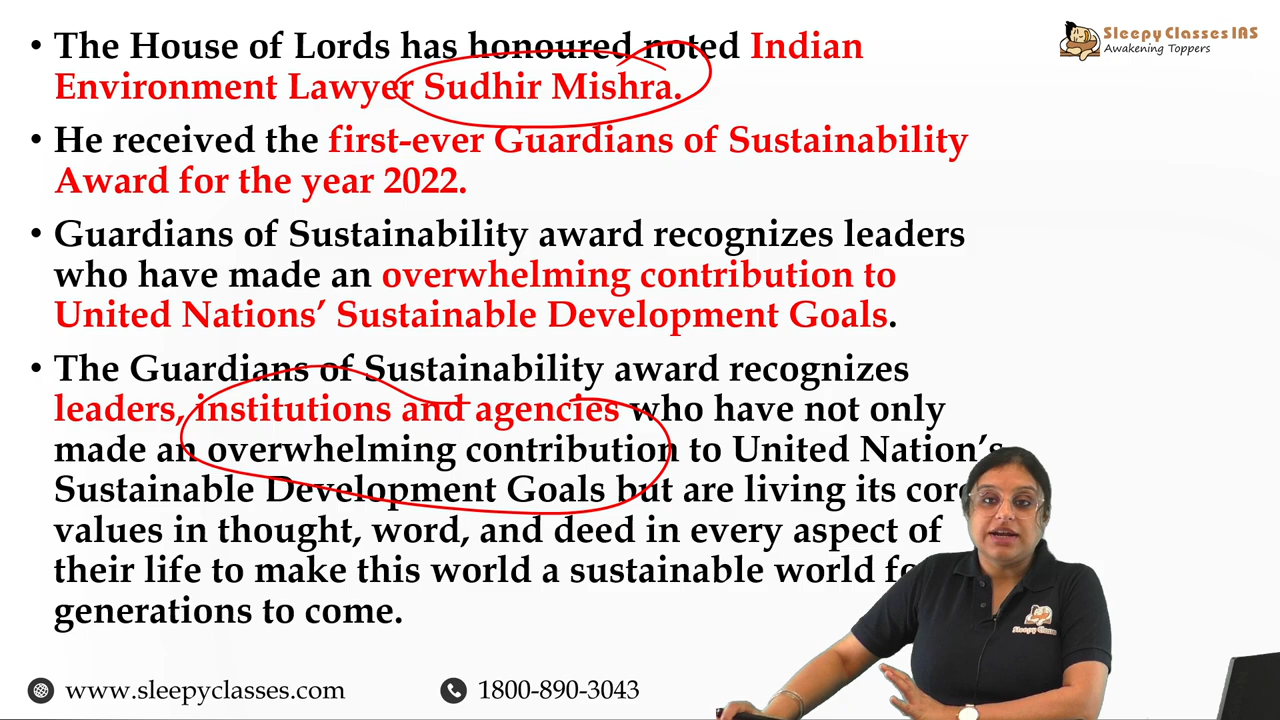 • The House of Lords has honoured noted Indian
Environment Lawyer Sudhir Mishra.
• He received the first-ever Guardians of Sustainability
Award for the year 2022.
• Guardians of Sustainability award recognizes leaders
who have made an overwhelming contribution to
United Nations’ Sustainable Development Goals.
• The Guardians of Sustainability award recognizes
leaders, institutions and agencies who have not only
made an overwhelming contribution to United Nation’s
Sustainable Development Goals but are living its core
values in thought, word, and deed in every aspect of
their life to make this world a sustainable world
generations to come.
Sleepy Classes IAS
Awakening Toppers
Sleepy Classes
www.sleepyclasses.com
1800-890-3043